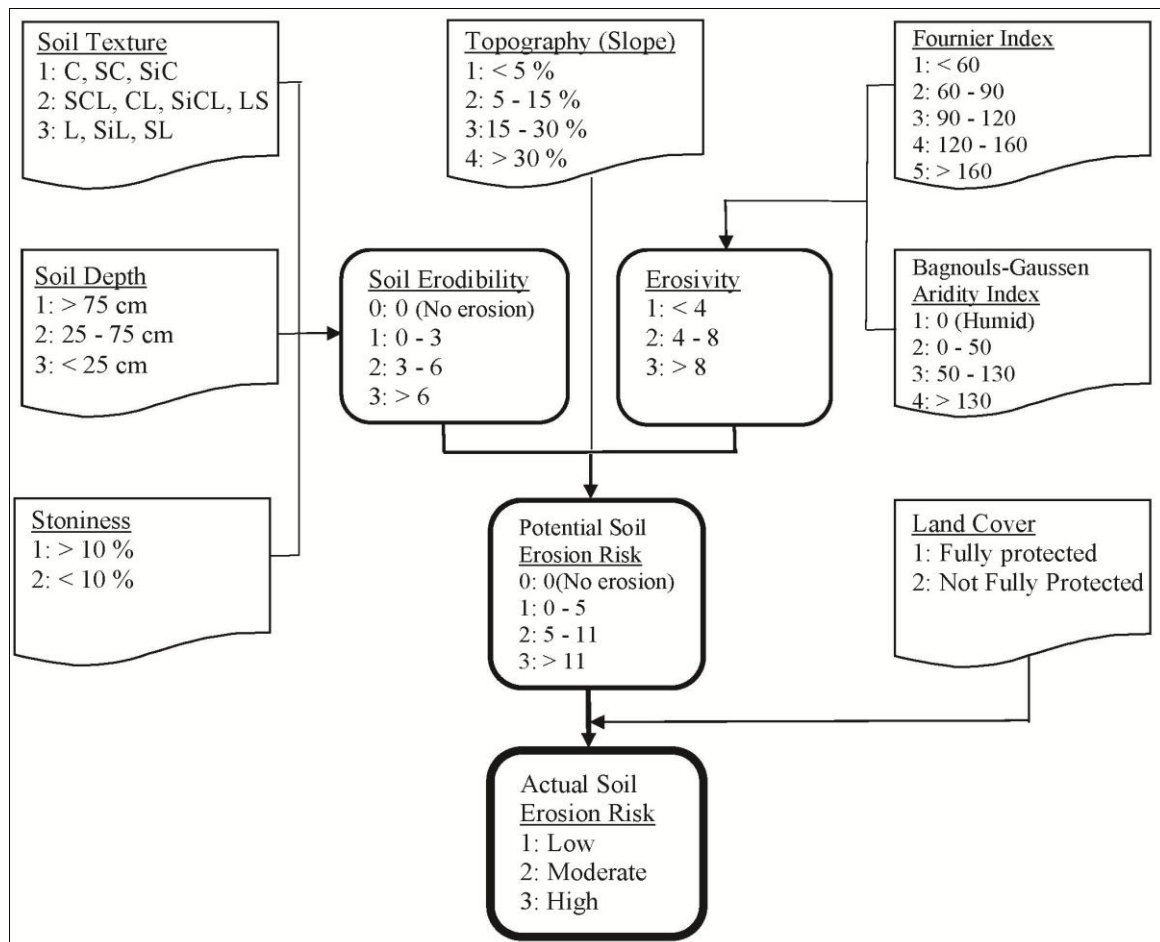 Soil Texture
1: C, SC, SiC
2: SCL, CL, SiCL, LS
3: L, SiL, SL
Topography (Slope)
1: < 5 %
2: 5 - 15 %
3:15 - 30 %
4: > 30 %
Fournier Index
1: < 60
2: 60 - 90
3: 90 - 120
4: 120 - 160
5: > 160
Soil Depth
1: > 75 cm
2: 25 - 75 cm
3: < 25 cm
Soil Erodibility
0: 0 (No erosion)
1: 0 - 3
2: 3 - 6
3: > 6
Erosivity
1: < 4
2: 4 - 8
3: > 8
Bagnouls-Gaussen
Aridity Index
1: 0 (Humid)
2: 0 - 50
3: 50 - 130
4: > 130
Stoniness
1: > 10 %
2: < 10 %
Potential Soil
Erosion Risk
0: 0(No erosion)
1: 0 - 5
2: 5 - 11
3: > 11
Land Cover
1: Fully protected
2: Not Fully Protected
Actual Soil
Erosion Risk
1: Low
2: Moderate
3: High